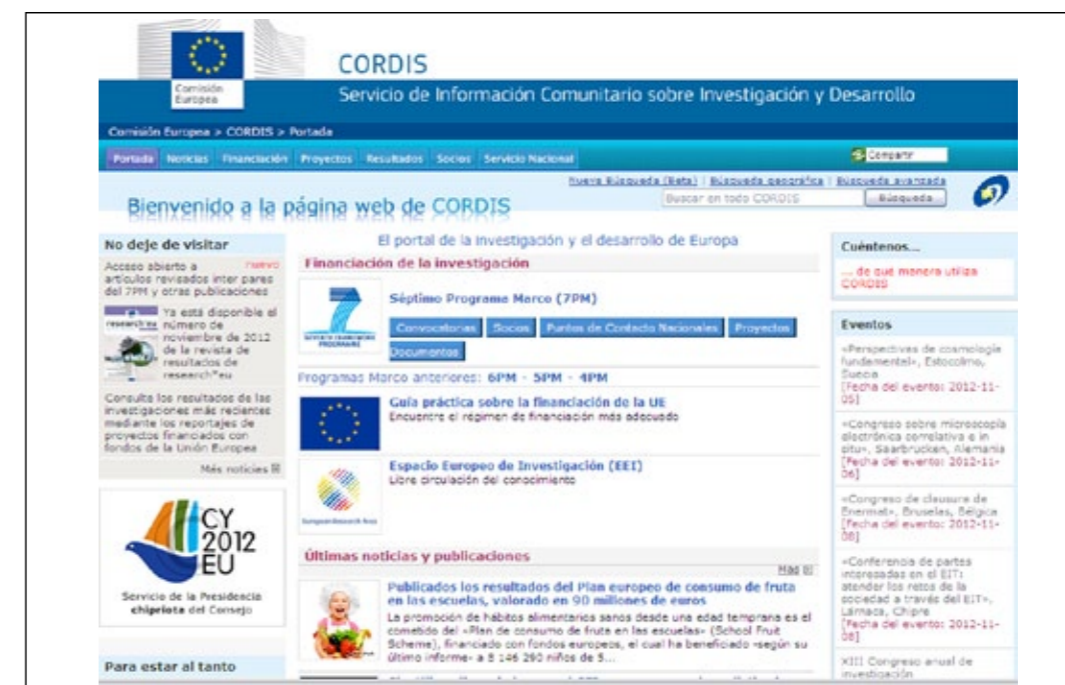 Comisión
Europea
CORDIS
Servicio de Información Comunitario sobre Investigación y Desarrollo
Comisión Europea > CORDIS > Portada
Portada Noticias Financiación Proyectos Resultados Socios Servicio Nacional
Compartir
Nueva Búsqueda (Beta) | Búsqueda geográfica | Búsqueda avanzada
Bienvenido a la página web de CORDIS
Buscar en todo CORDIS
Búsqueda
No deje de visitar
Acceso abierto a nuevo
artículos revisados inter pares
del 7PM y otras publicaciones
Ya está disponible el
número de
noviembre de 2012
de la revista de
resultados de
research*eu
Consulte los resultados de las
investigaciones más recientes
mediante los reportajes de
proyectos financiados con
fondos de la Unión Europea
Más noticias
CY
2012
EU
Servicio de la Presidencia
chipriota del Consejo
Para estar al tanto
El portal de la investigación y el desarrollo de Europa
Financiación de la investigación
7
SEVENTH FRAMEWORK
PROGRAMME
Séptimo Programa Marco (7PM)
Convocatorias Socios Puntos de Contacto Nacionales Proyectos
Documentos
Programas Marco anteriores: 6PM - 5PM - 4PM
Guía práctica sobre la financiación de la UE
Encuentre el régimen de financiación más adecuado
European Research Area
Espacio Europeo de Investigación (EEI)
Libre circulación del conocimiento
Últimas noticias y publicaciones
Más
Publicados los resultados del Plan europeo de consumo de fruta
en las escuelas, valorado en 90 millones de euros
La promoción de hábitos alimentarios sanos desde una edad temprana es el
cometido del «Plan de consumo de fruta en las escuelas» (School Fruit
Scheme), financiado con fondos europeos, el cual ha beneficiado -según su
último informe- a 8 146 290 niños de 5...
Cuéntenos...
... de qué manera utiliza
CORDIS
Eventos
«Perspectivas de cosmología
fundamental», Estocolmo,
Suecia
[Fecha del evento: 2012-11-
05]
«Congreso sobre microscopía
electrónica correlativa e in
situ», Saarbrucken, Alemania
[Fecha del evento: 2012-11-
06]
«Congreso de clausura de
Enermat», Bruselas, Bélgica
[Fecha del evento: 2012-11-
08]
«Conferencia de partes
interesadas en el EIT:
atender los retos de la
sociedad a través del EIT»,
Lárnaca, Chipre
[Fecha del evento: 2012-11-
08]
XIII Congreso anual de
investigación